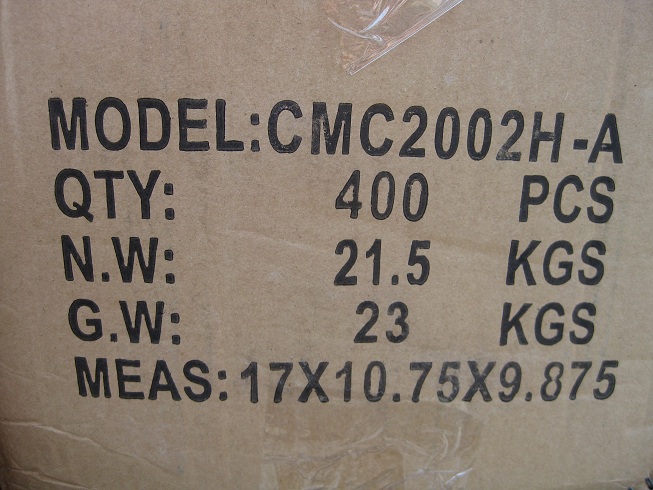 MODEL:CMC2002H-A
QTY: 400 PCS
N.W: 21.5 KGS
G.W: 23 KGS
MEAS:17X10.75X9.875